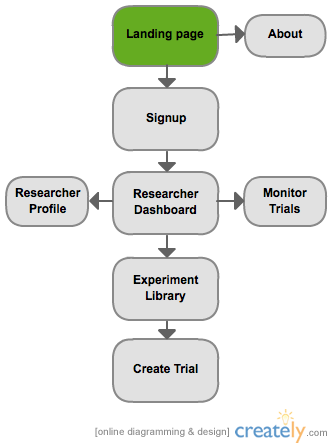 Landing page
About
Signup
Researcher
Profile
Researcher
Dashboard
Monitor
Trials
Experiment
Library
Create Trial
[online diagramming & design] creately.com